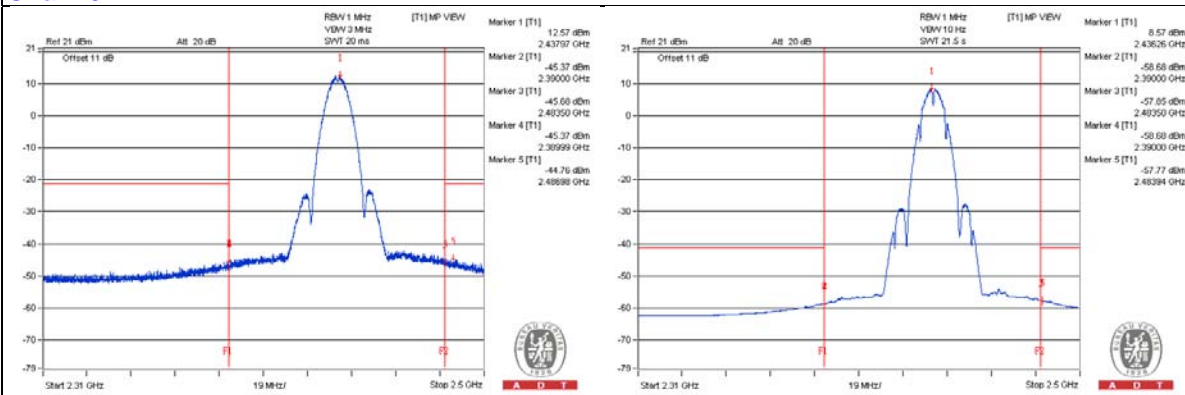 RBW 1 MHz
[T1] MP VIEW
VBW 3 MHz
Ref 21 dBm
Att 20 dB
SWT 20 ms
Offset 11 dB
Marker 1 [T1]
12.57 dBm
2.43797 GHz
Marker 2 [T1]
-45.37 dBm
2.39000 GHz
Marker 3 [T1]
-45.68 dBm
2.48350 GHz
Marker 4 [T1]
-45.37 dBm
2.38999 GHz
Marker 5 [T1]
-44.76 dBm
2.48698 GHz
21
10
0
-10
-20
-30
-40
-50
-60
-70
-79
1
F1
F2
Start 2.31 GHz
19 MHz/
Stop 2.5 GHz
BUREAU VERITAS
1828
A D T
RBW 1 MHz
[T1] MP VIEW
VBW 10 Hz
Ref 21 dBm
Att 20 dB
SWT 21.5 s
Offset 11 dB
Marker 1 [T1]
8.57 dBm
2.43626 GHz
Marker 2 [T1]
-58.68 dBm
2.39000 GHz
Marker 3 [T1]
-57.85 dBm
2.48350 GHz
Marker 4 [T1]
-58.68 dBm
2.39000 GHz
Marker 5 [T1]
-57.77 dBm
2.48394 GHz
21
10
0
-10
-20
-30
-40
-50
-60
-70
-79
1
F1
F2
Start 2.31 GHz
19 MHz/
Stop 2.5 GHz
BUREAU VERITAS
1828
A D T